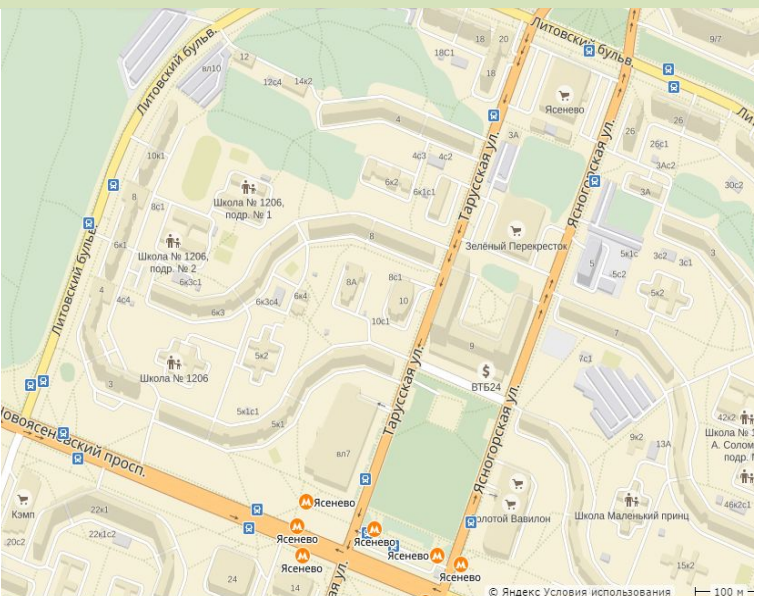 Литовский бульв.
18
20
Литовский бульв.
9/7
18С1
вл10
12
12с4
14к2
18
Ясенево
Литовский бульв.
4
3А
26
26с1
10к1
4с3
4с2
3Ас2
Школа № 1206,
подр. № 1
6к2
6к1с1
Тарусская ул.
Ясногорская ул.
3А
30с2
8
8с1
Школа № 1206,
подр. № 2
8
Зелёный Перекресток
6к1
6к3с1
5
5к1с
5с2
3с2
3с1
3
4
4с4
6к3с4
6к4
8А
8с1
10
5к2
6к3
10с1
7
9
5к2
ВТБ24
7с1
Школа № 1206
3
Тарусская ул.
Ясногорская ул.
5к1с1
5к1
42к2
9к2
13А
Новоясеневский просп.
вл7
Кэмп
22к1
Ясенево
Золотой Вавилон
Школа Маленький принц
46к2с1
20с2
22к1с2
Ясенево
Ясенево
Ясенево
Ясенево
Ясенево
15к2
24
14
© Яндекс Условия использования
100 м